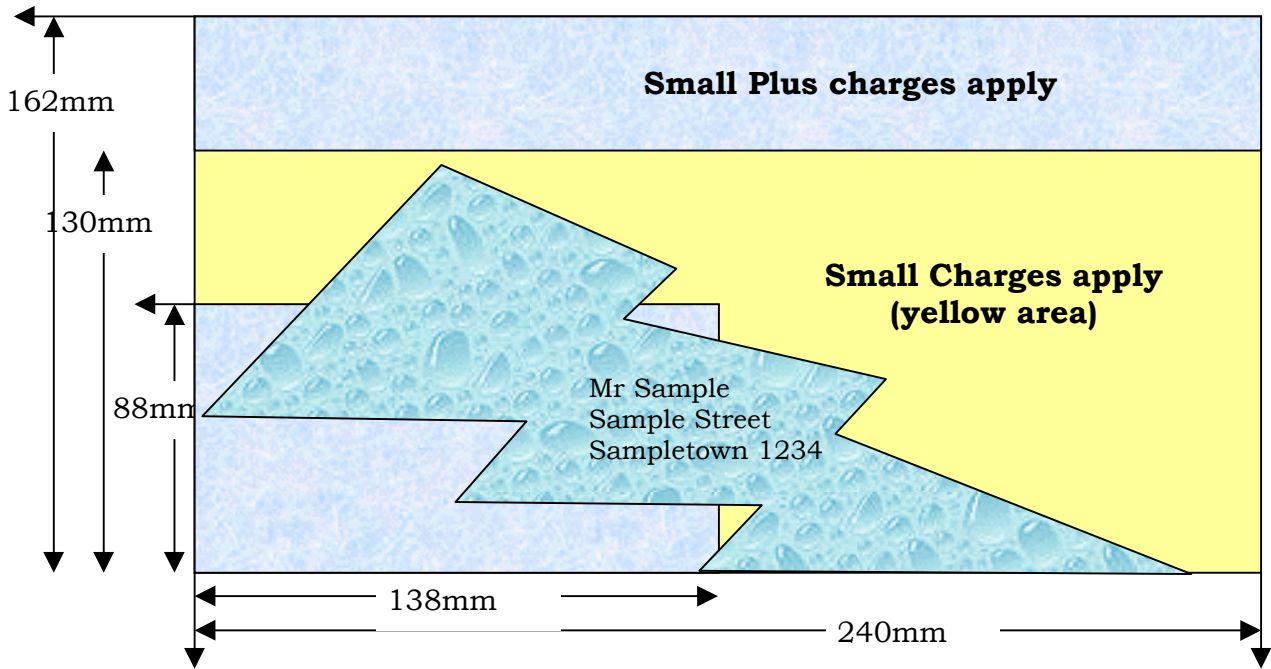 Small Plus charges apply
162mm
130mm
Small Charges apply
(yellow area)
88mm
Mr Sample
Sample Street
Sampletown 1234
138mm
240mm